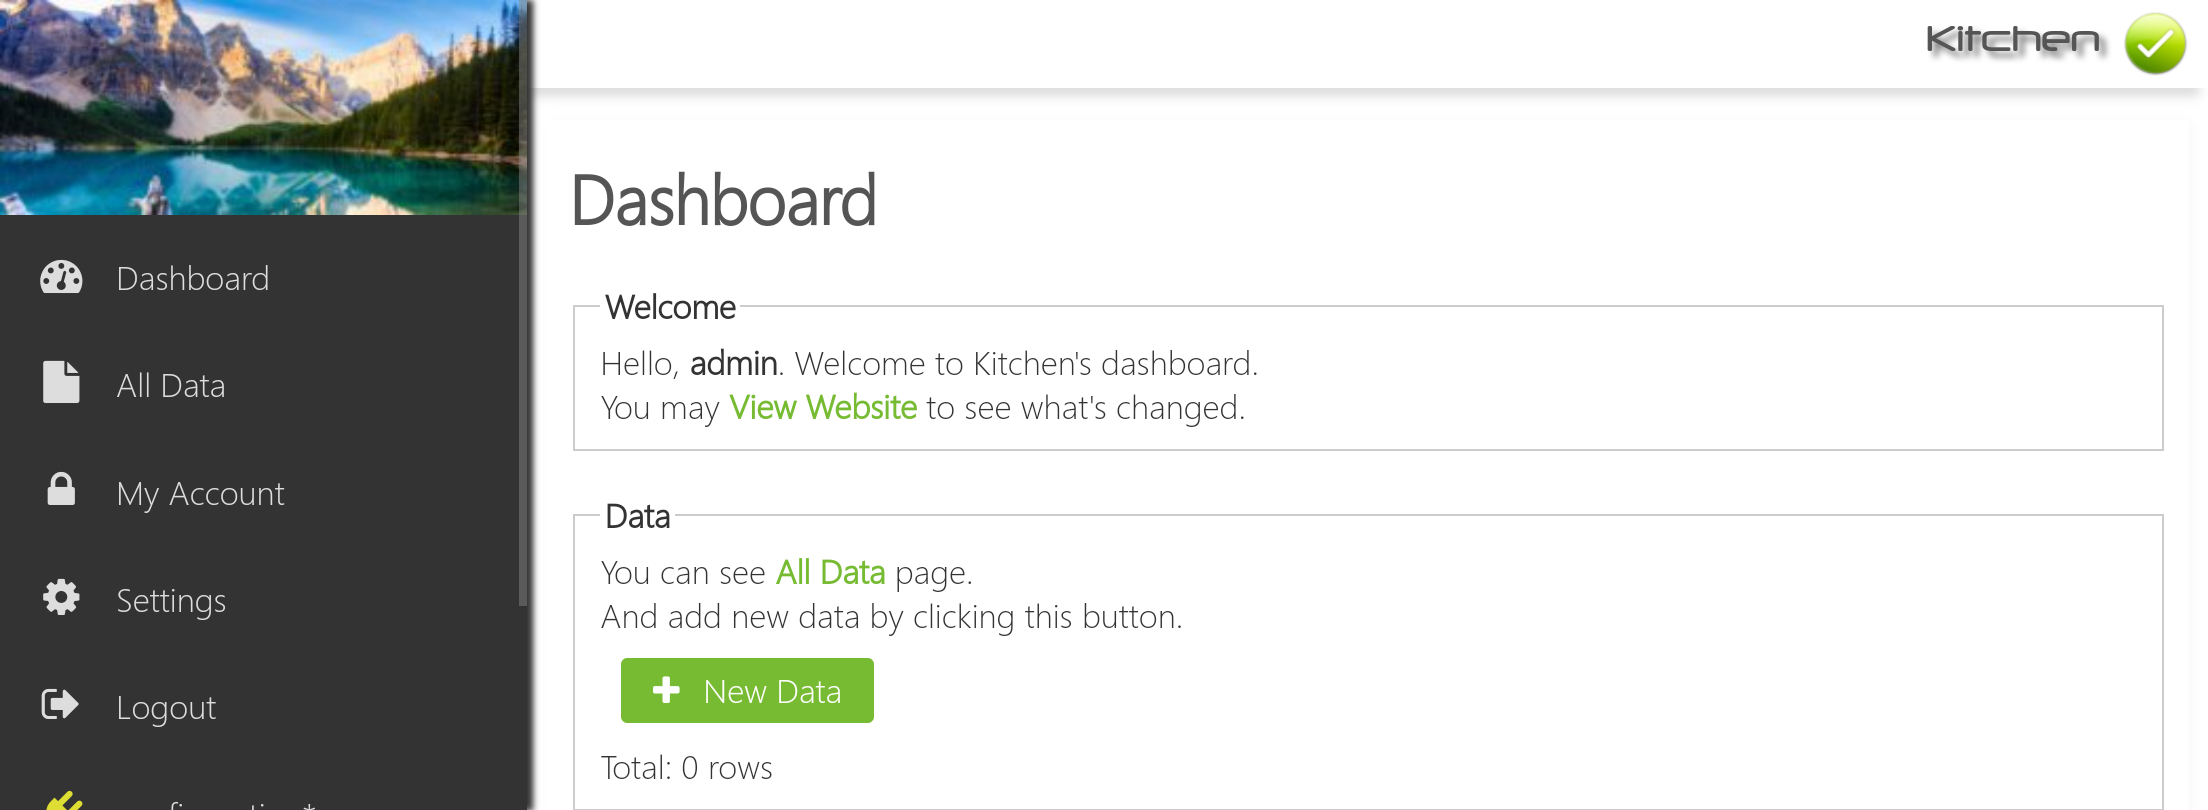 Kitchen
Dashboard
All Data
My Account
Settings
Logout
Dashboard
Welcome
Hello, admin. Welcome to Kitchen's dashboard.
You may View Website to see what's changed.
Data
You can see All Data page.
And add new data by clicking this button.
New Data
Total: 0 rows